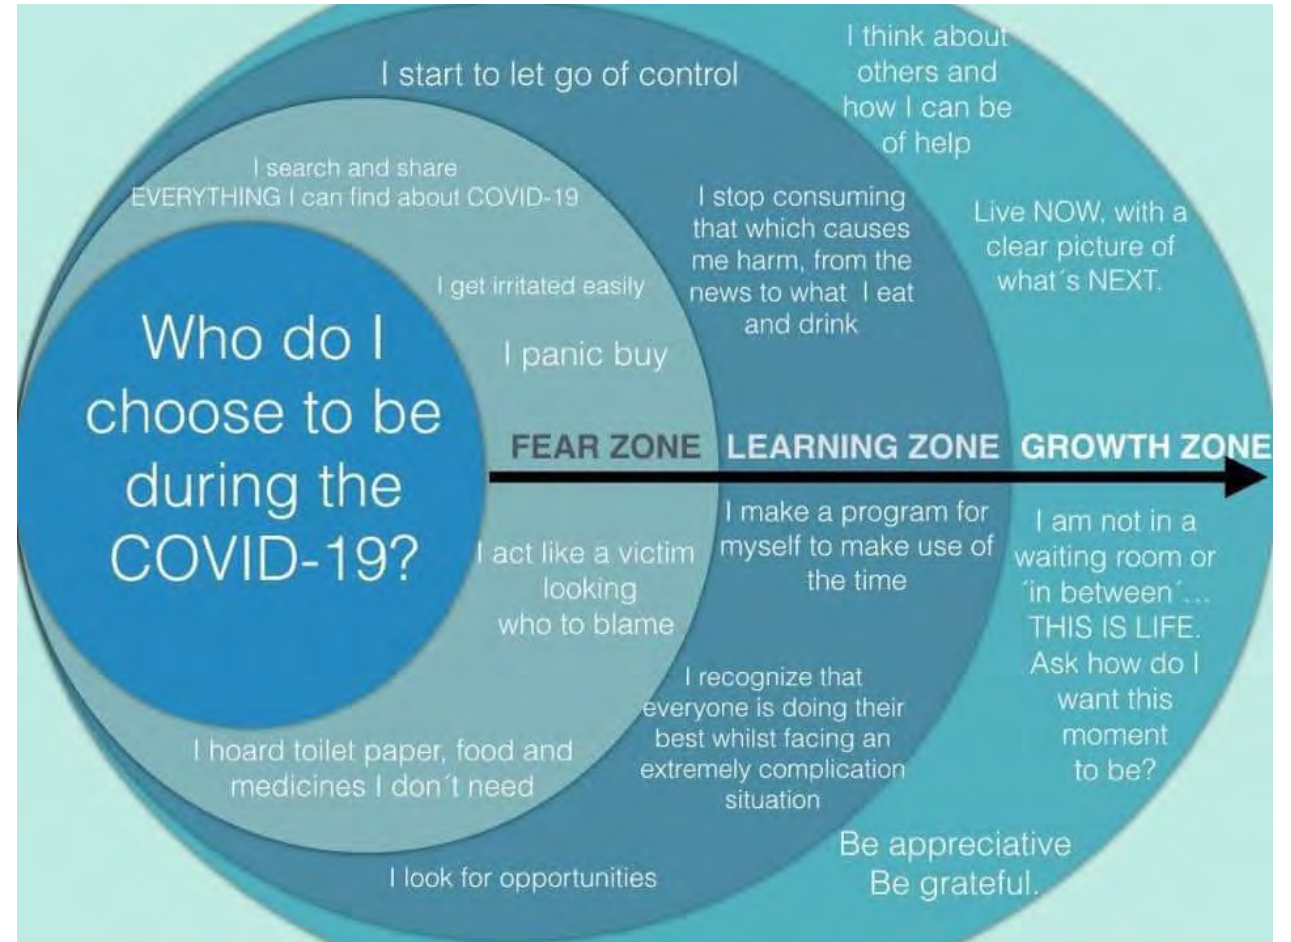 I think about
others and
how I can be
of help
I start to let go of control
I search and share
EVERYTHING I can find about COVID-19
I stop consuming
that which causes
me harm, from the
news to what I eat
and drink
Live NOW, with a
clear picture of
what´s NEXT.
I get irritated easily
I panic buy
Who do I
choose to be
during the
COVID-19?
FEAR ZONE
LEARNING ZONE
GROWTH ZONE
I act like a victim
looking
who to blame
I make a program for
myself to make use of
the time
I am not in a
waiting room or
´in between´...
THIS IS LIFE.
Ask how do I
want this
moment
to be?
I recognize that
everyone is doing their
best whilst facing an
extremely complication
situation
I hoard toilet paper, food and
medicines I don´t need
Be appreciative
Be grateful.
I look for opportunities